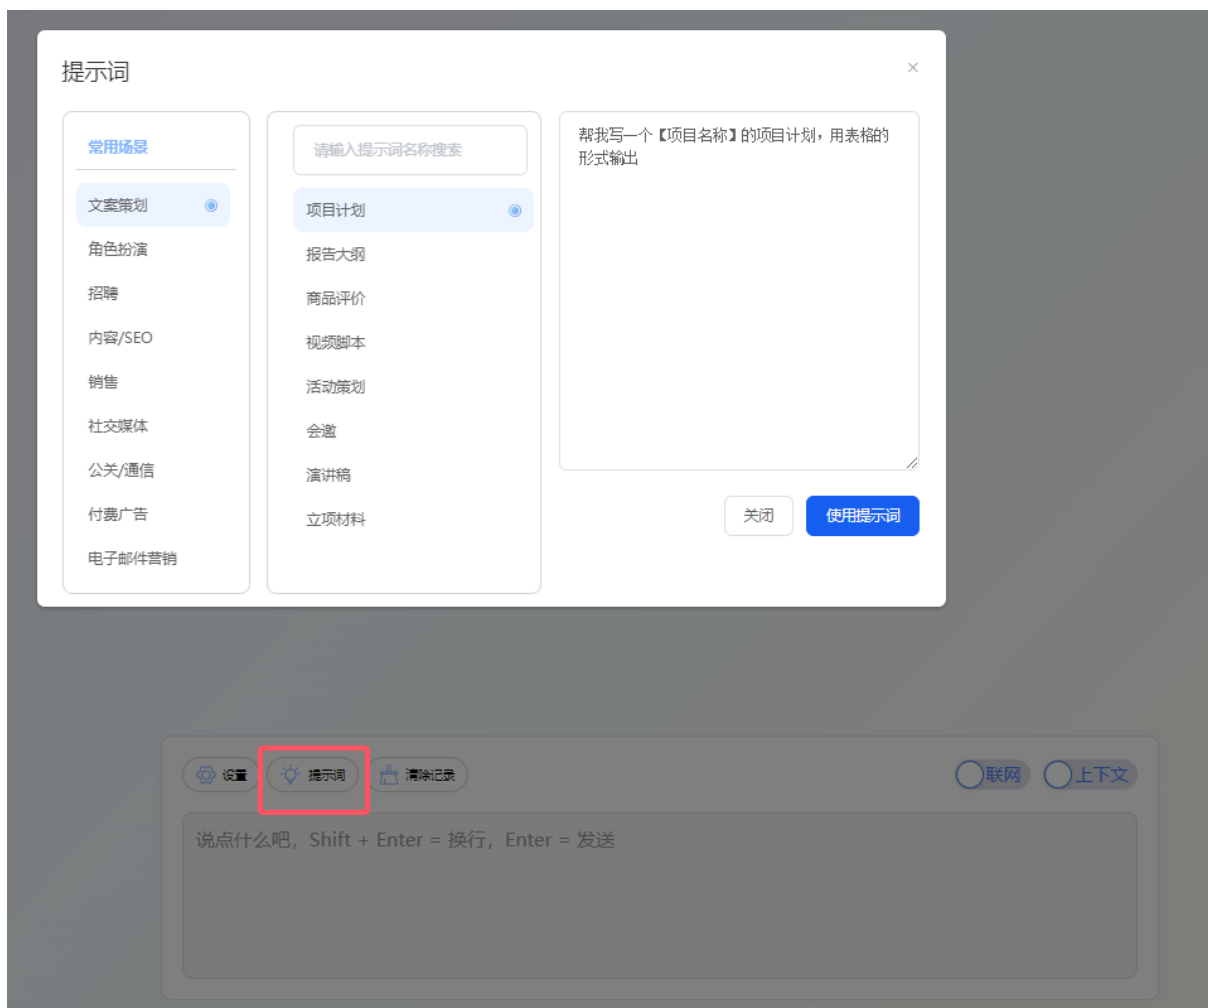 提示词
×
常用场景
文案策划
角色扮演
招聘
内容/SEO
销售
社交媒体
公关/通信
付费广告
电子邮件营销
请输入提示词名称搜索
项目计划
报告大纲
商品评价
视频脚本
活动策划
会邀
演讲稿
立项材料
帮我写一个【项目名称】的项目计划，用表格的
形式输出
关闭
使用提示词
设置
提示词
清除记录
联网
上下文
说点什么吧，Shift + Enter = 换行，Enter = 发送